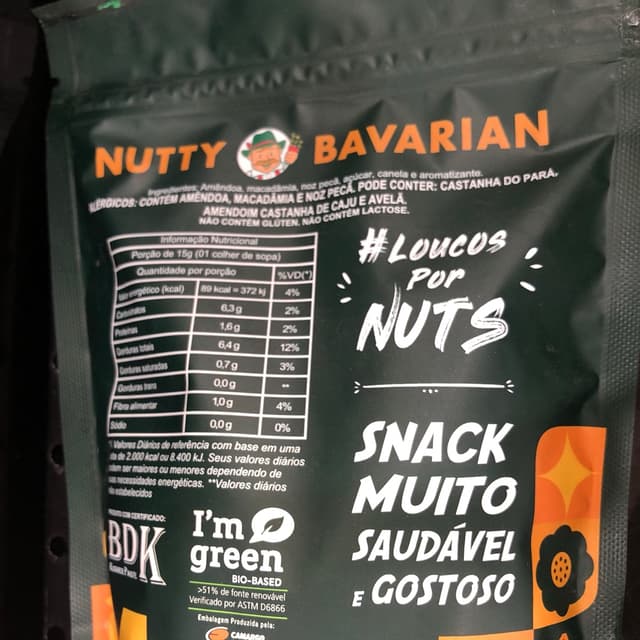 NUTTY BAVARIAN
Ingredientes: Amêndoa, macadâmia, noz pecã, açúcar, canela e aromatizante.
ALÉRGICOS: CONTÉM AMÊNDOA, MACADÂMIA E NOZ PECÃ. PODE CONTER: CASTANHA DO PARÁ,
AMENDOIM CASTANHA DE CAJU E AVELÃ.
NÃO CONTÉM GLÚTEN. NÃO CONTÉM LACTOSE.
Informação Nutricional
Porção de 15g (01 colher de sopa)
Quantidade por porção %VD(*)
energético (kcal) 89 kcal = 372 kj 4%
Carboidratos 6,3 g 2%
Proteínas 1,6 g 2%
Gorduras totais 6,4 g 12%
Gorduras saturadas 0,7 g 3%
Gorduras trans 0,0 g **
Fibra alimentar 1,0 g 4%
Sódio 0,0 g 0%
* Valores Diários de referência com base em uma
de 2.000 kcal ou 8.400 kJ. Seus valores diários
ser maiores ou menores dependendo de
necessidades energéticas. **Valores diários
estabelecidos
#LOUCOS
POR
NUTS
SNACK
MUITO
SAUDÁVEL
E GOSTOSO
COM CERTIFICADO:
BDK
I'm
green
BIO-BASED
>51% de fonte renovável
Verificado por ASTM D6866
Embalagem Produzida pela:
CAMARGO